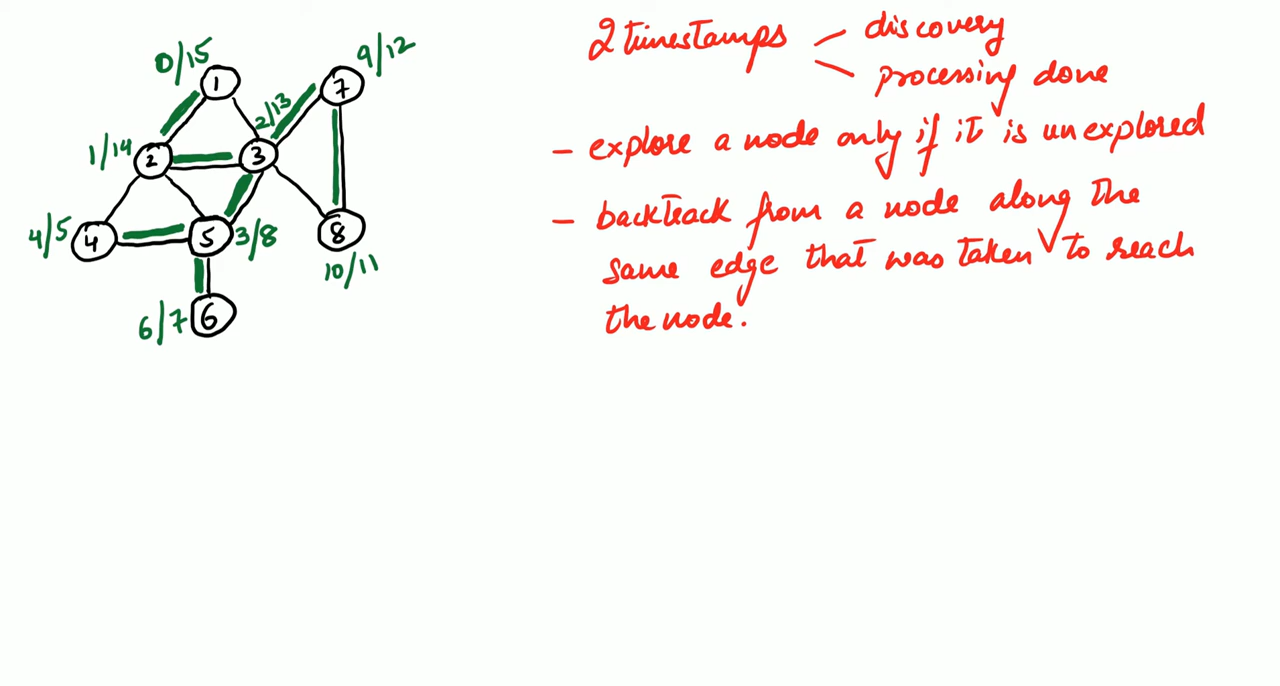 0/15
9/12
1
7
2/13
1/14
2
3
4/5
4
5
3/8
8
10/11
6/7
6
2 timestamps
discovery
processing done
- explore a node only if it is unexplored
- backtrack from a node along the
same edge that was taken to reach
the node.